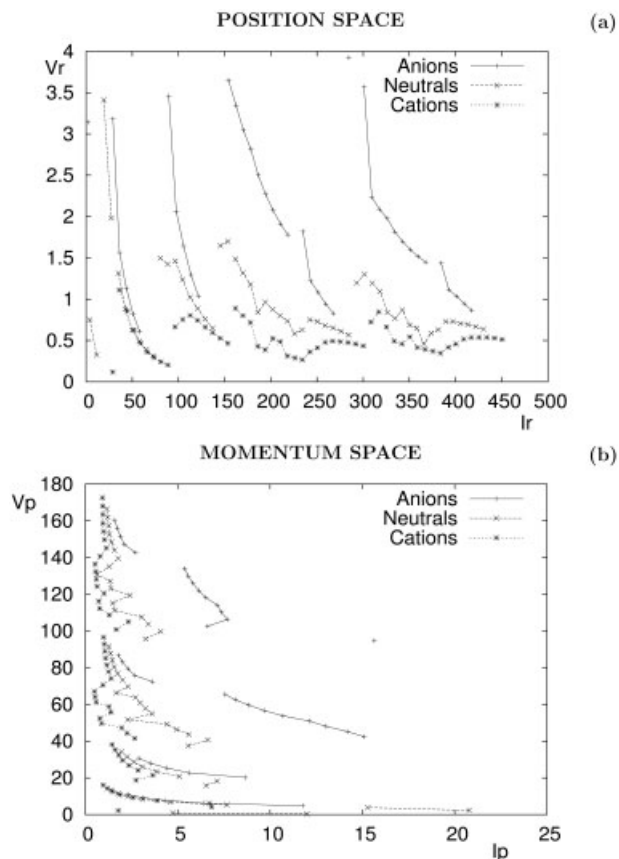 POSITION SPACE (a)
4
Vr
3.5
3
2.5
2
1.5
1
0.5
0
Anions
Neutrals
Cations
0 50 100 150 200 250 300 350 400 450 500
Ir
MOMENTUM SPACE (b)
180
Vp
160
140
120
100
80
60
40
20
0
Anions
Neutrals
Cations
0 5 10 15 20 25
Ip